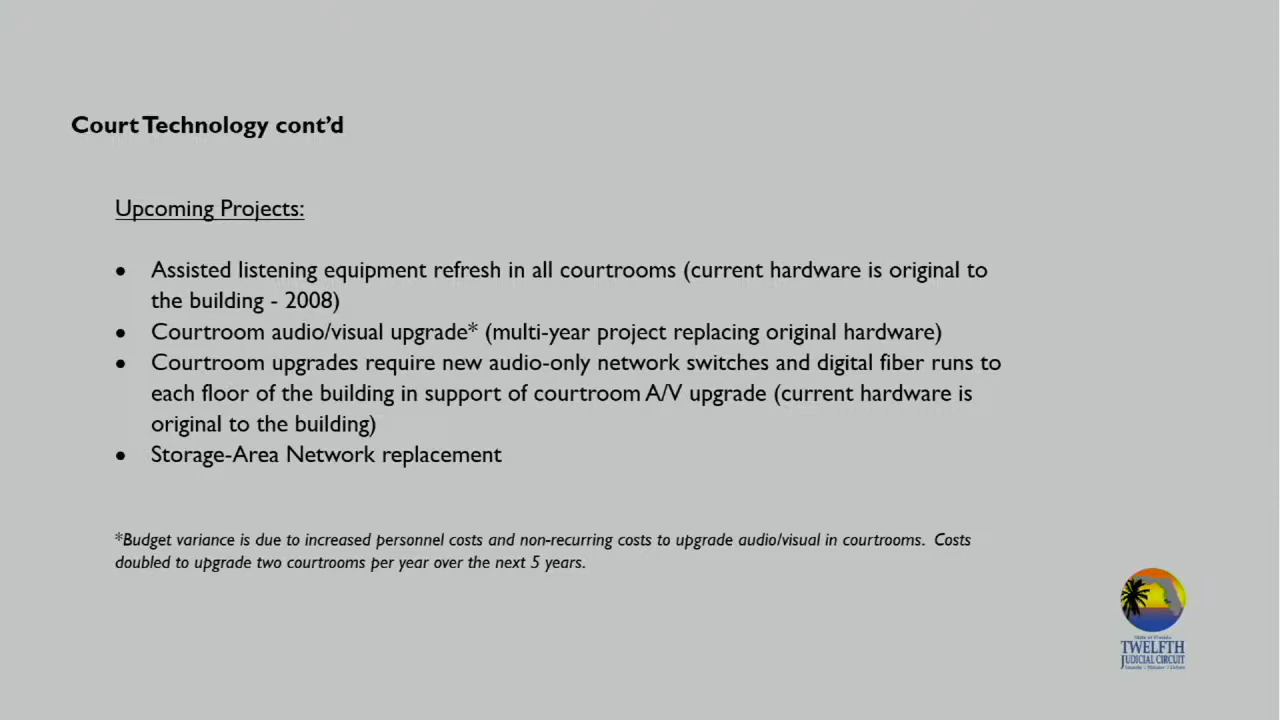 Court Technology cont’d
Upcoming Projects:
• Assisted listening equipment refresh in all courtrooms (current hardware is original to
the building - 2008)
• Courtroom audio/visual upgrade* (multi-year project replacing original hardware)
• Courtroom upgrades require new audio-only network switches and digital fiber runs to
each floor of the building in support of courtroom A/V upgrade (current hardware is
original to the building)
• Storage-Area Network replacement
*Budget variance is due to increased personnel costs and non-recurring costs to upgrade audio/visual in courtrooms. Costs
doubled to upgrade two courtrooms per year over the next 5 years.
State of Florida
TWELFTH
JUDICIAL CIRCUIT